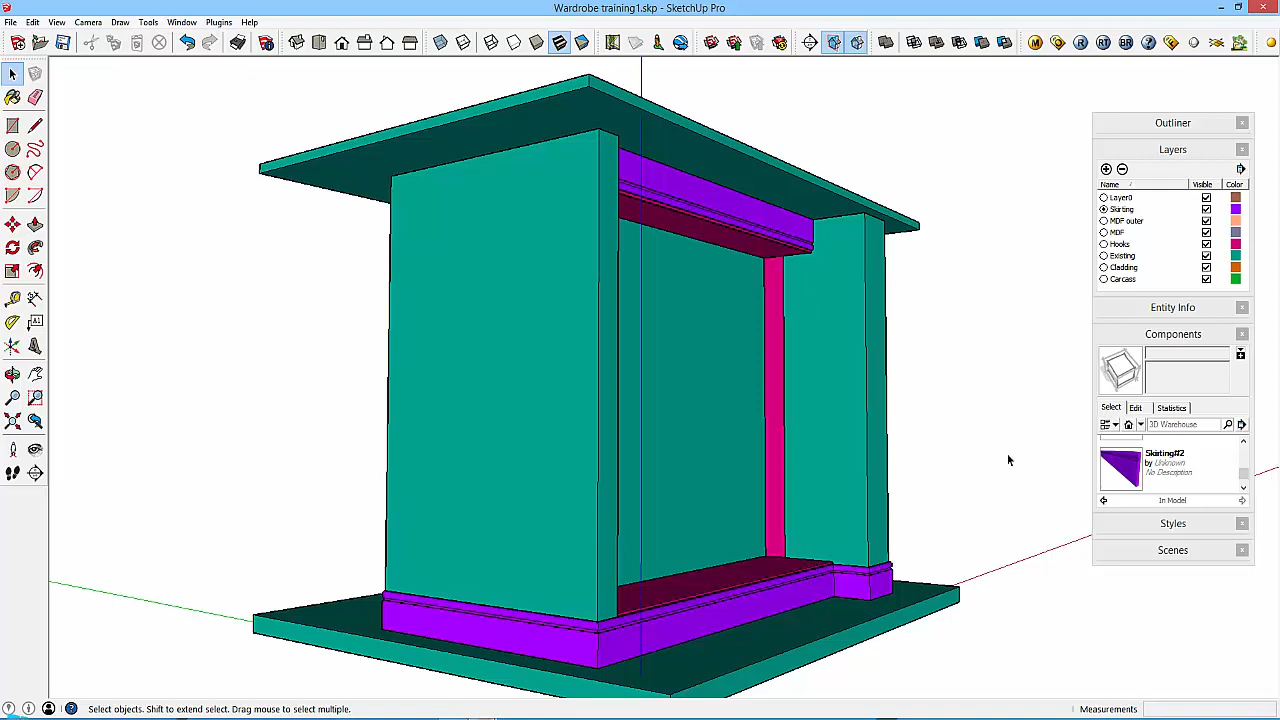 Wardrobe training1.skp - SketchUp Pro
File Edit View Camera Draw Tools Window Plugins Help
M O R RT BR ?
A1
Outliner
Layers
Name Visible Color
Layer0
Skirting
MDF outer
MDF
Hooks
Existing
Cladding
Carcass
Entity Info
Components
Select Edit Statistics
3D Warehouse
Skirting#2
by Unknown
No Description
In Model
Styles
Scenes
Select objects. Shift to extend select. Drag mouse to select multiple.
Measurements